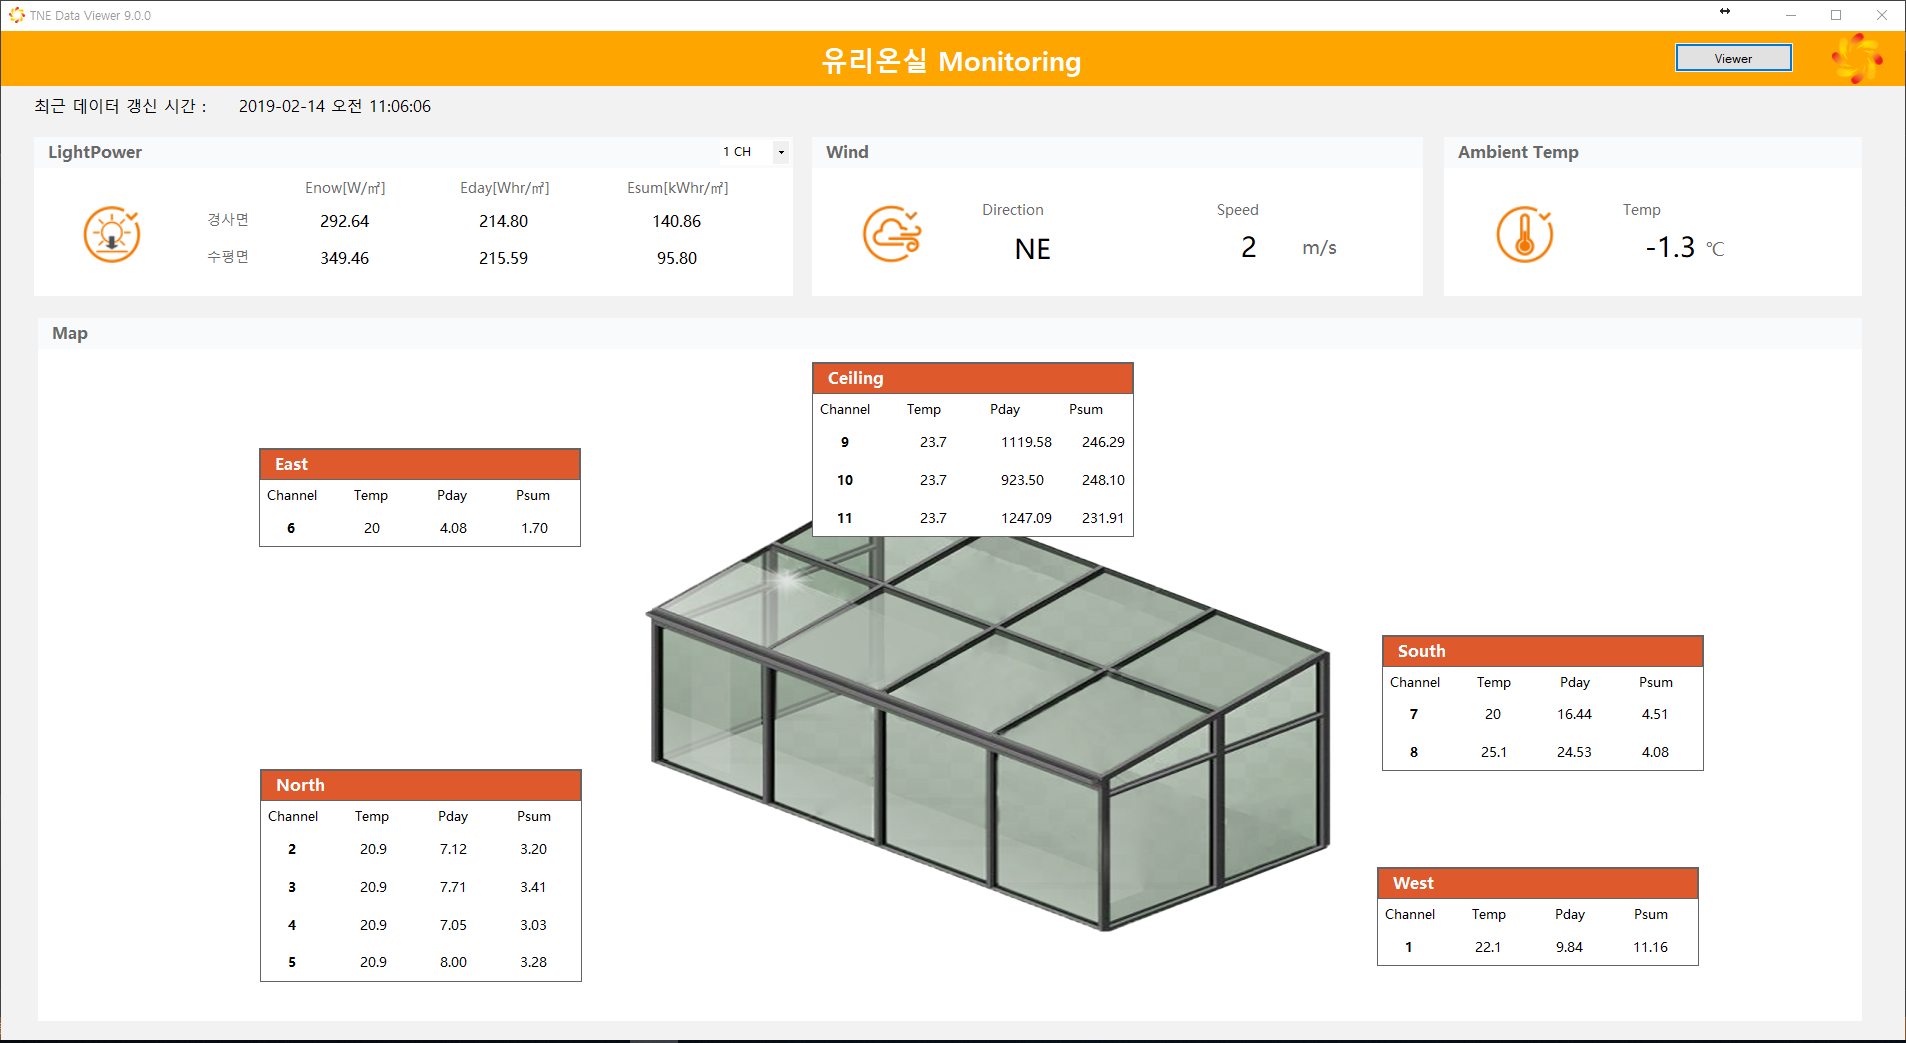 TNE Data Viewer 9.0.0
유리온실 Monitoring
Viewer
최근 데이터 갱신 시간 : 2019-02-14 오전 11:06:06
LightPower
1 CH
Enow[W/㎡] Eday[Whr/㎡] Esum[kWhr/㎡]
경사면 292.64 214.80 140.86
수평면 349.46 215.59 95.80
Wind
Direction Speed
NE 2 m/s
Ambient Temp
Temp
-1.3 ℃
Map
Ceiling
Channel Temp Pday Psum
9 23.7 1119.58 246.29
10 23.7 923.50 248.10
11 23.7 1247.09 231.91
East
Channel Temp Pday Psum
6 20 4.08 1.70
South
Channel Temp Pday Psum
7 20 16.44 4.51
8 25.1 24.53 4.08
North
Channel Temp Pday Psum
2 20.9 7.12 3.20
3 20.9 7.71 3.41
4 20.9 7.05 3.03
5 20.9 8.00 3.28
West
Channel Temp Pday Psum
1 22.1 9.84 11.16